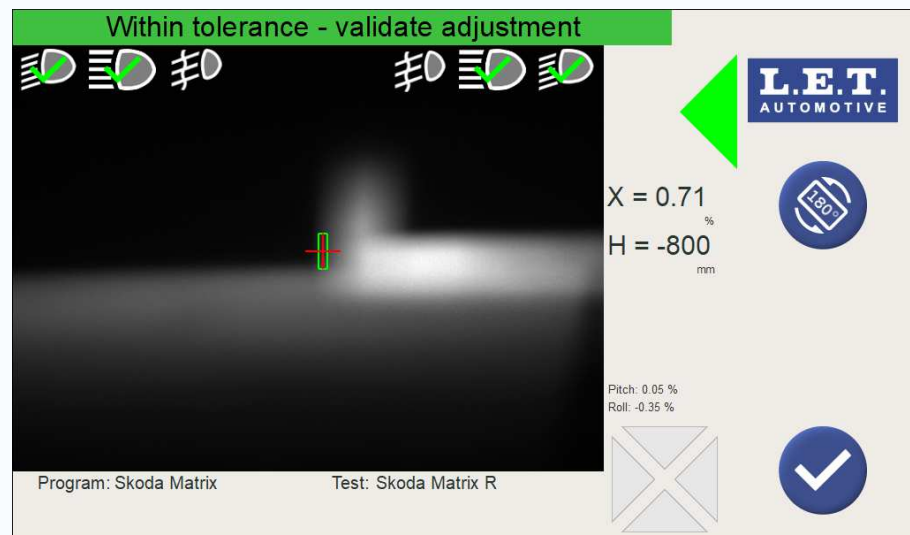 Within tolerance - validate adjustment
L.E.T.
AUTOMOTIVE
180°
X = 0.71
%
H = -800
mm
Pitch: 0.05 %
Roll: -0.35 %
Program: Skoda Matrix
Test: Skoda Matrix R